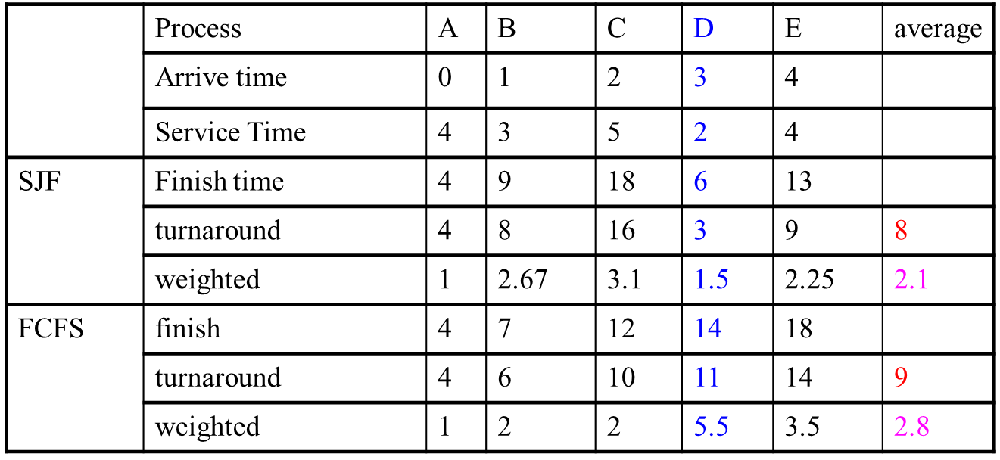 Process A B C D E average
Arrive time 0 1 2 3 4
Service Time 4 3 5 2 4
SJF Finish time 4 9 18 6 13
turnaround 4 8 16 3 9 8
weighted 1 2.67 3.1 1.5 2.25 2.1
FCFS finish 4 7 12 14 18
turnaround 4 6 10 11 14 9
weighted 1 2 2 5.5 3.5 2.8